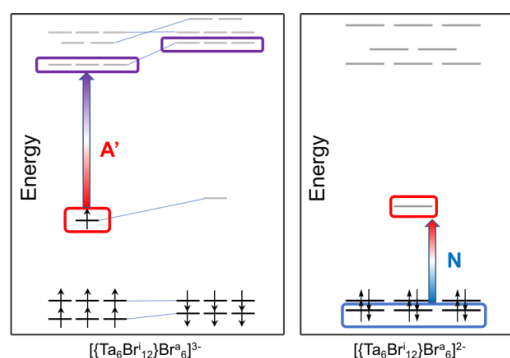 Energy
A'
[{Ta₆Brⁱ₁₂}Brᵃ₆]³⁻
Energy
N
[{Ta₆Brⁱ₁₂}Brᵃ₆]²⁻